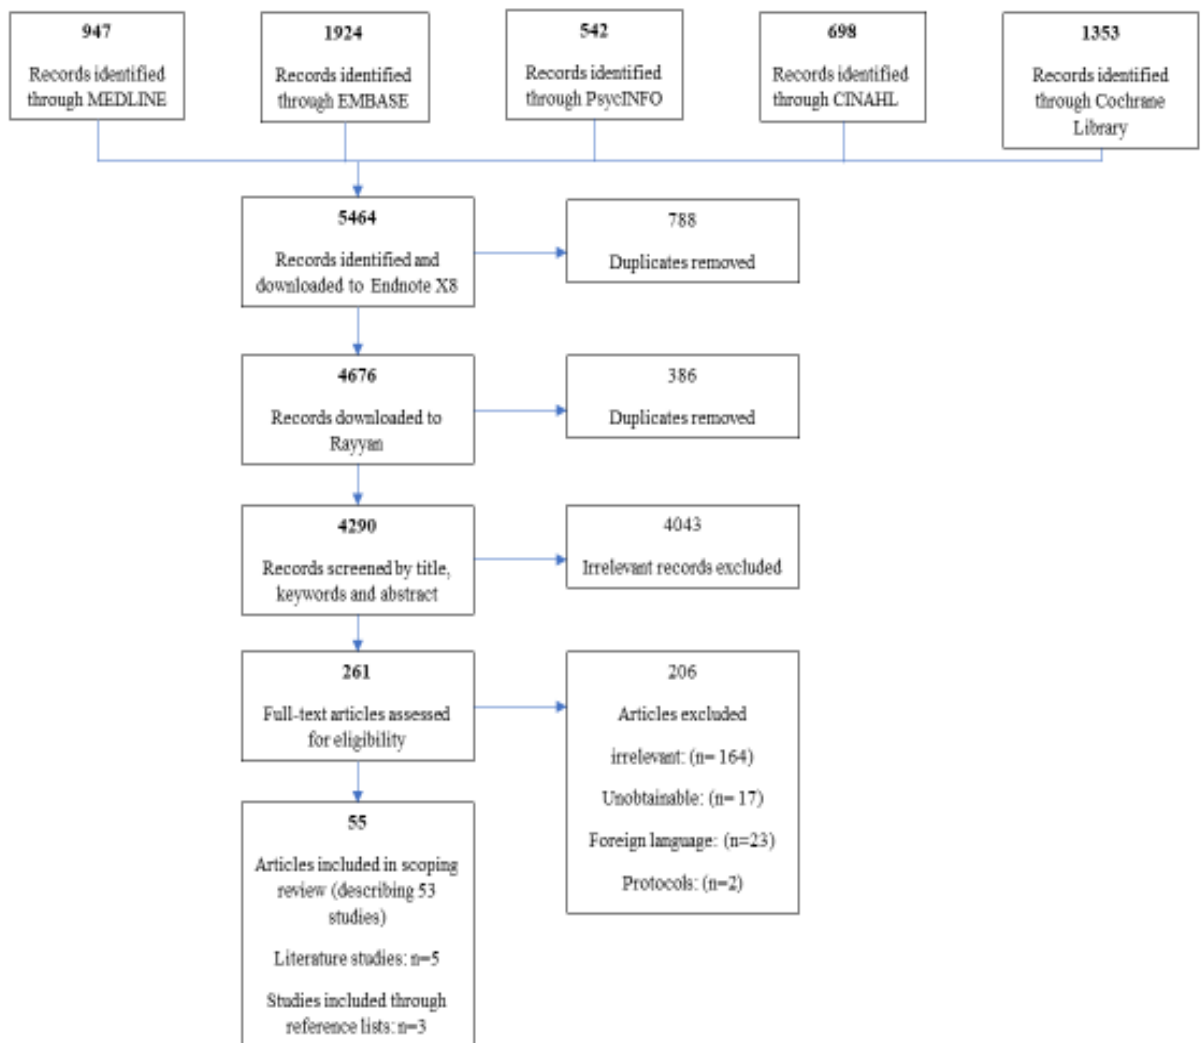 947
Records identified
through MEDLINE
1924
Records identified
through EMBASE
542
Records identified
through PsycINFO
698
Records identified
through CINAHL
1353
Records identified
through Cochrane
Library
5464
Records identified and
downloaded to Endnote X8
788
Duplicates removed
4676
Records downloaded to
Rayyan
386
Duplicates removed
4290
Records screened by title,
keywords and abstract
4043
Irrelevant records excluded
261
Full-text articles assessed
for eligibility
206
Articles excluded
irrelevant: (n= 164)
Unobtainable: (n= 17)
Foreign language: (n=23)
Protocols: (n=2)
55
Articles included in scoping
review (describing 53
studies)
Literature studies: n=5
Studies included through
reference lists: n=3